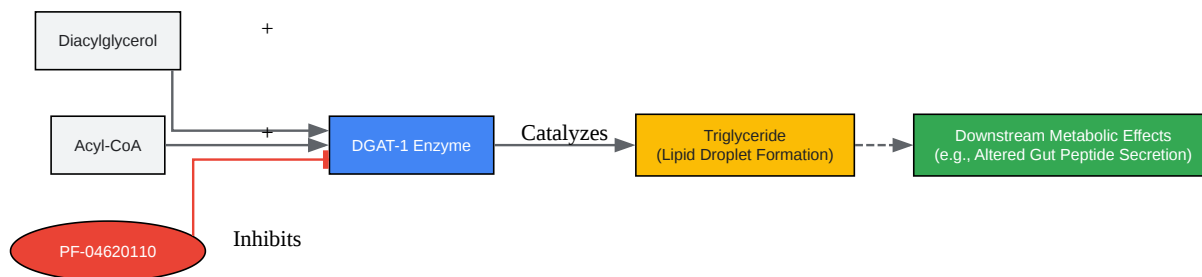 Diacylglycerol
+
Acyl-CoA
+
DGAT-1 Enzyme
Catalyzes
Triglyceride
(Lipid Droplet Formation)
Downstream Metabolic Effects
(e.g., Altered Gut Peptide Secretion)
PF-04620110
Inhibits